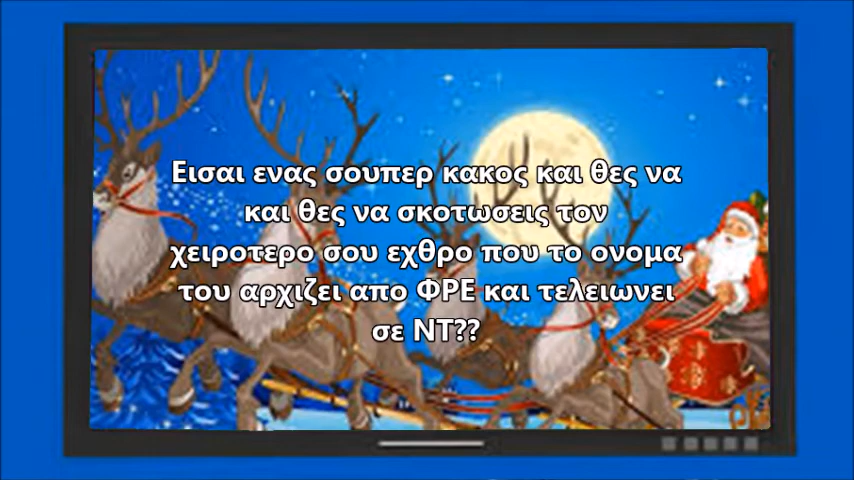 Εισαι ενας σουπερ κακος και θες να
και θες να σκοτωσεις τον
χειροτερο σου εχθρο που το ονομα
του αρχιζει απο ΦΡΕ και τελειωνει
σε ΝΤ??